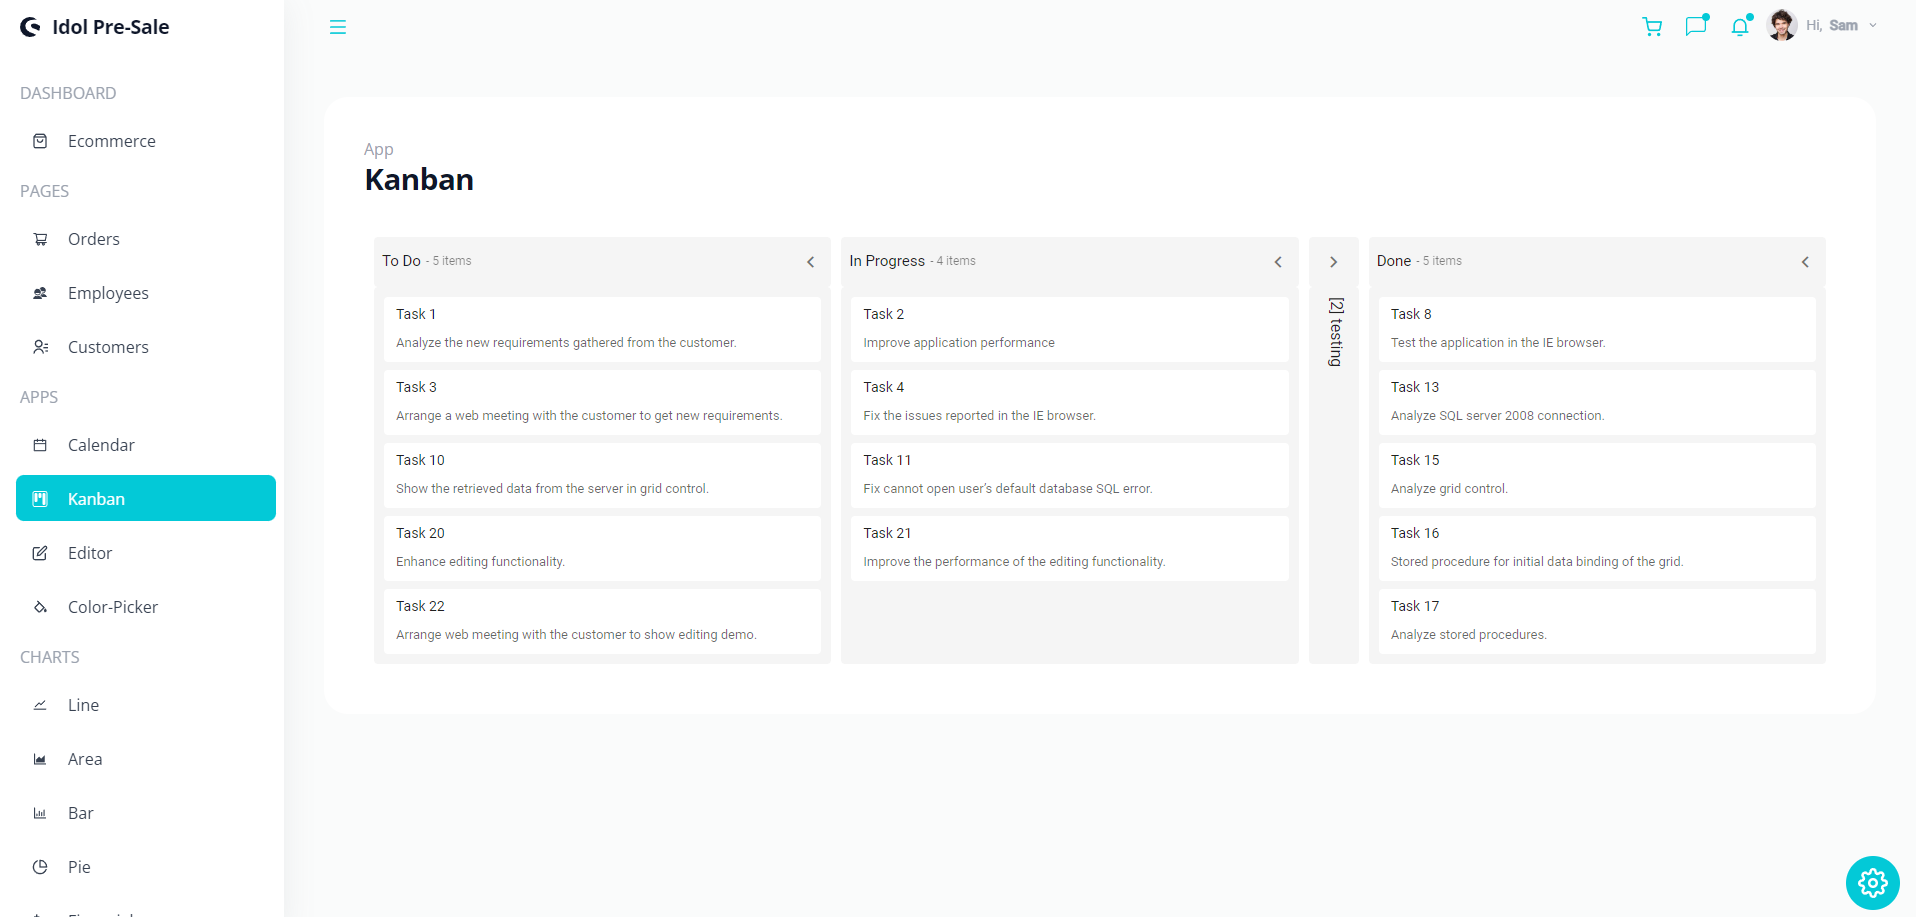 Idol Pre-Sale
DASHBOARD
Ecommerce
PAGES
Orders
Employees
Customers
APPS
Calendar
Kanban
Editor
Color-Picker
CHARTS
Line
Area
Bar
Pie
Hi, Sam
App
Kanban
To Do - 5 items
Task 1
Analyze the new requirements gathered from the customer.
Task 3
Arrange a web meeting with the customer to get new requirements.
Task 10
Show the retrieved data from the server in grid control.
Task 20
Enhance editing functionality.
Task 22
Arrange web meeting with the customer to show editing demo.
In Progress - 4 items
Task 2
Improve application performance
Task 4
Fix the issues reported in the IE browser.
Task 11
Fix cannot open user's default database SQL error.
Task 21
Improve the performance of the editing functionality.
[2] testing
Done - 5 items
Task 8
Test the application in the IE browser.
Task 13
Analyze SQL server 2008 connection.
Task 15
Analyze grid control.
Task 16
Stored procedure for initial data binding of the grid.
Task 17
Analyze stored procedures.